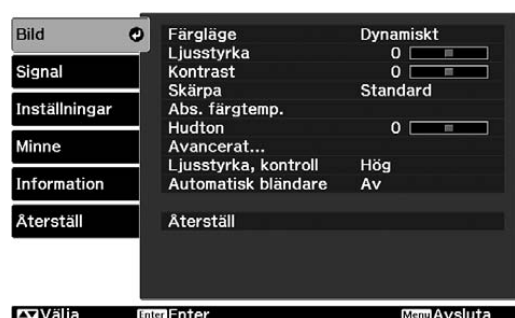 Bild
Signal
Inställningar
Minne
Information
Återställ
Färgläge Dynamiskt
Ljusstyrka 0
Kontrast 0
Skärpa Standard
Abs. färgtemp.
Hudton 0
Avancerat...
Ljusstyrka, kontroll Hög
Automatisk bländare Av
Återställ
Välja Enter Enter Menu Avsluta